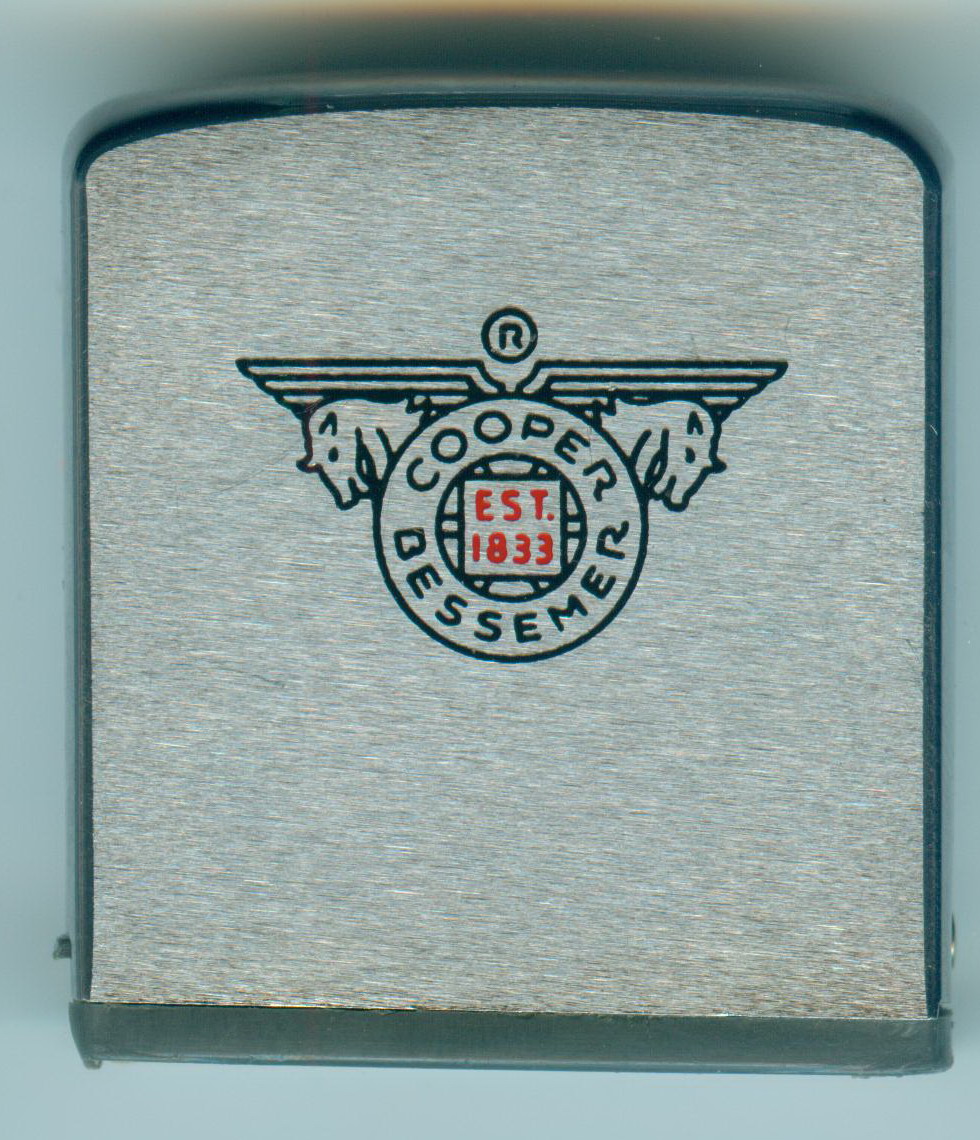 ®
COOPER
BESSEMER
EST.
1833